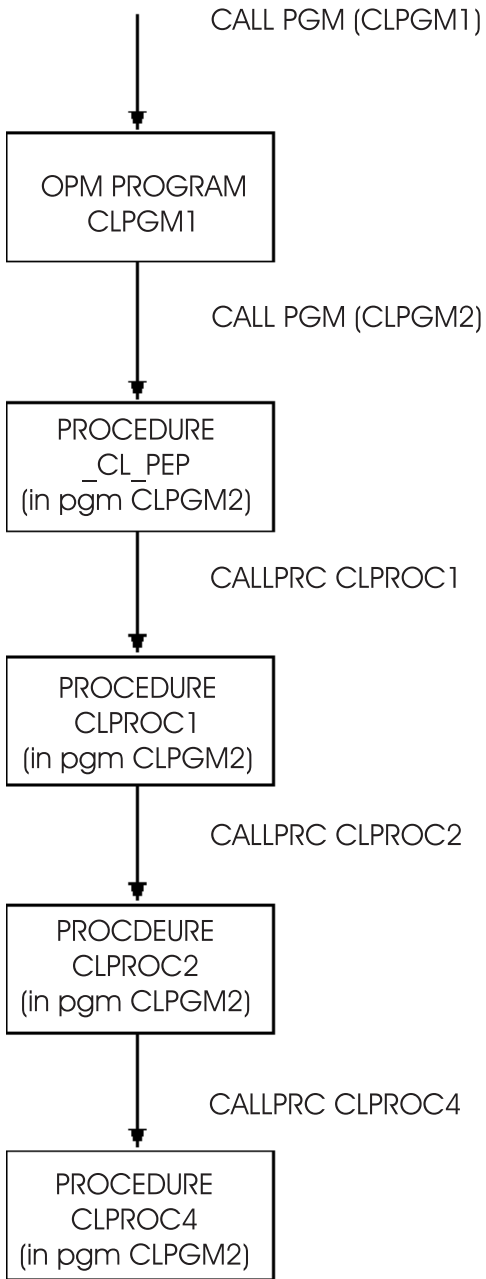 CALL PGM (CLPGM1)
OPM PROGRAM
CLPGM1
CALL PGM (CLPGM2)
PROCEDURE
_CL_PEP
(in pgm CLPGM2)
CALLPRC CLPROC1
PROCEDURE
CLPROC1
(in pgm CLPGM2)
CALLPRC CLPROC2
PROCDEURE
CLPROC2
(in pgm CLPGM2)
CALLPRC CLPROC4
PROCEDURE
CLPROC4
(in pgm CLPGM2)